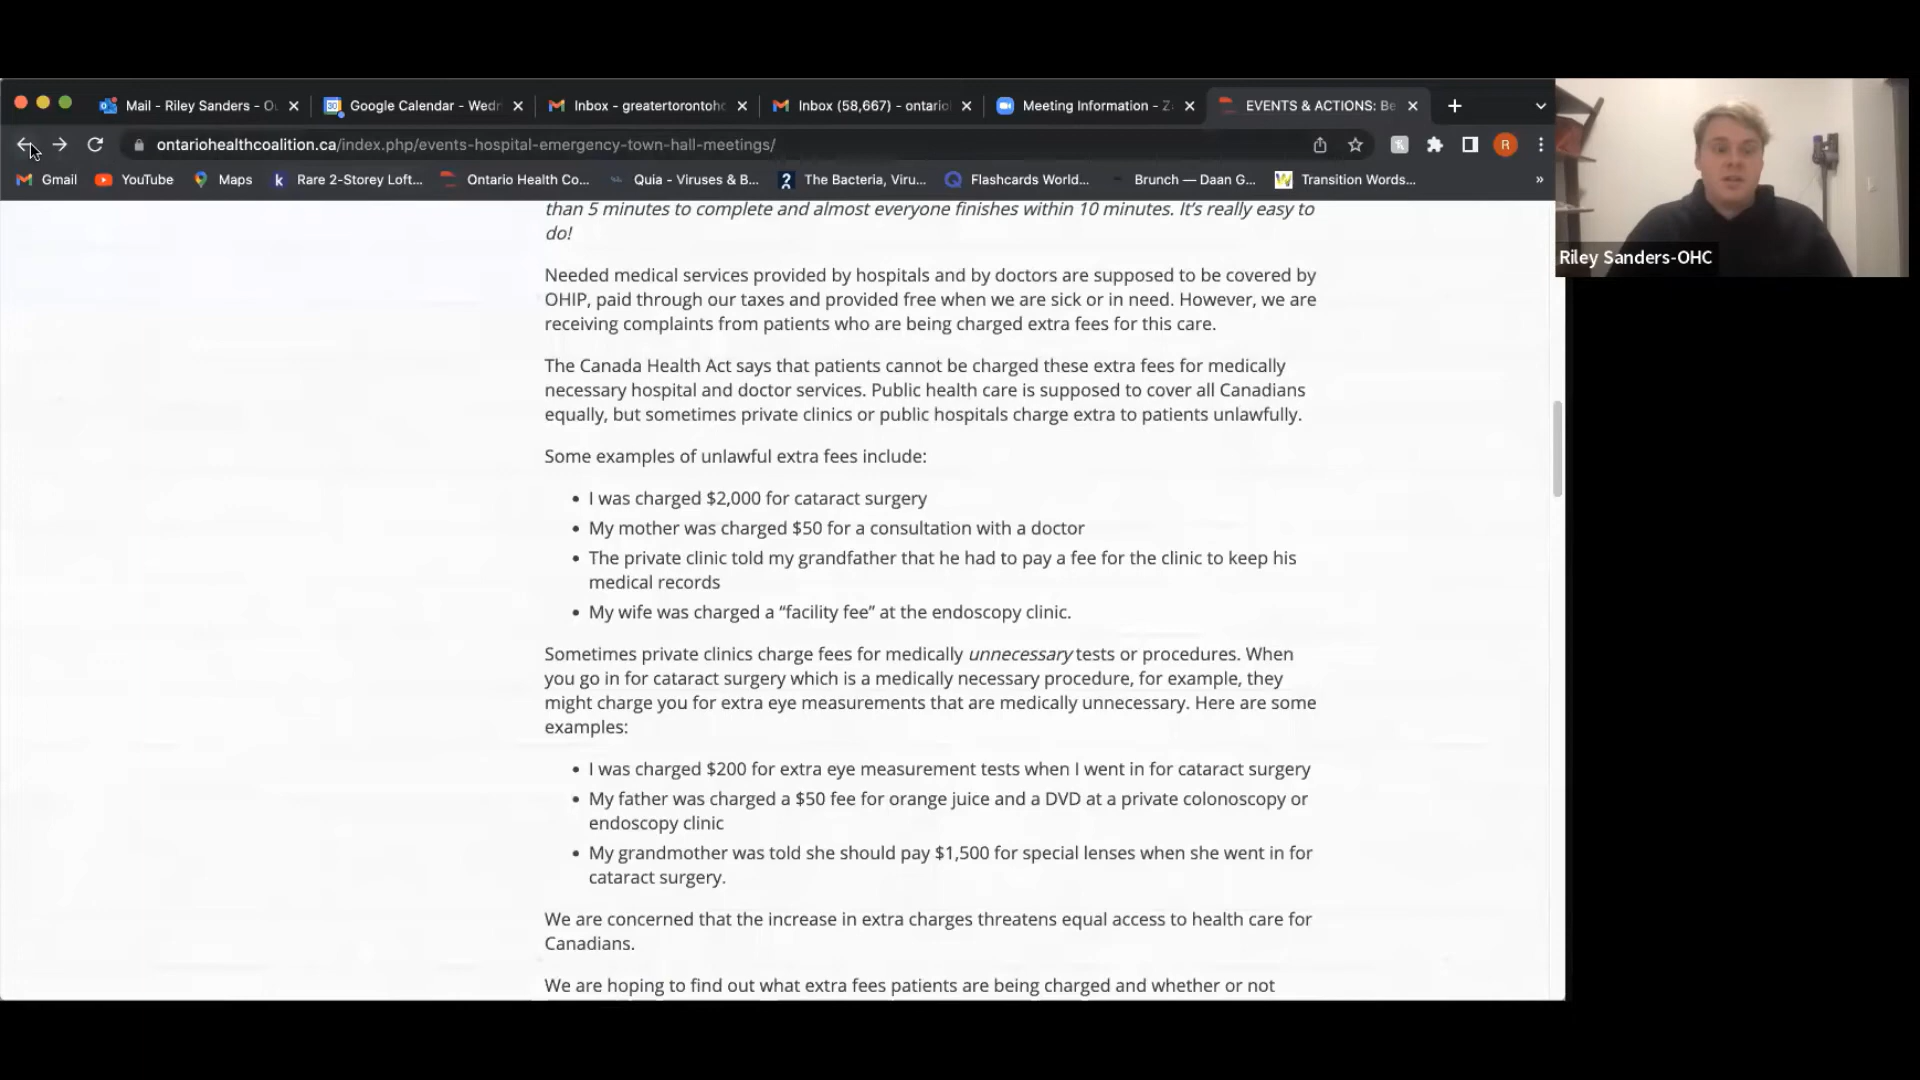 Mail - Riley Sanders - Ou
Google Calendar - Wedn
Inbox - greatertorontohc
Inbox (58,667) - ontario
Meeting Information - Z
EVENTS & ACTIONS: Be
ontariohealthcoalition.ca/index.php/events-hospital-emergency-town-hall-meetings/
R
Gmail
YouTube
Maps
Rare 2-Storey Loft...
Ontario Health Co...
Quia - Viruses & B...
The Bacteria, Viru...
Flashcards World...
Brunch — Daan G...
Transition Words...
»
than 5 minutes to complete and almost everyone finishes within 10 minutes. It's really easy to
do!
Needed medical services provided by hospitals and by doctors are supposed to be covered by
OHIP, paid through our taxes and provided free when we are sick or in need. However, we are
receiving complaints from patients who are being charged extra fees for this care.
The Canada Health Act says that patients cannot be charged these extra fees for medically
necessary hospital and doctor services. Public health care is supposed to cover all Canadians
equally, but sometimes private clinics or public hospitals charge extra to patients unlawfully.
Some examples of unlawful extra fees include:
• I was charged $2,000 for cataract surgery
• My mother was charged $50 for a consultation with a doctor
• The private clinic told my grandfather that he had to pay a fee for the clinic to keep his
medical records
• My wife was charged a “facility fee” at the endoscopy clinic.
Sometimes private clinics charge fees for medically unnecessary tests or procedures. When
you go in for cataract surgery which is a medically necessary procedure, for example, they
might charge you for extra eye measurements that are medically unnecessary. Here are some
examples:
• I was charged $200 for extra eye measurement tests when I went in for cataract surgery
• My father was charged a $50 fee for orange juice and a DVD at a private colonoscopy or
endoscopy clinic
• My grandmother was told she should pay $1,500 for special lenses when she went in for
cataract surgery.
We are concerned that the increase in extra charges threatens equal access to health care for
Canadians.
We are hoping to find out what extra fees patients are being charged and whether or not
Riley Sanders-OHC